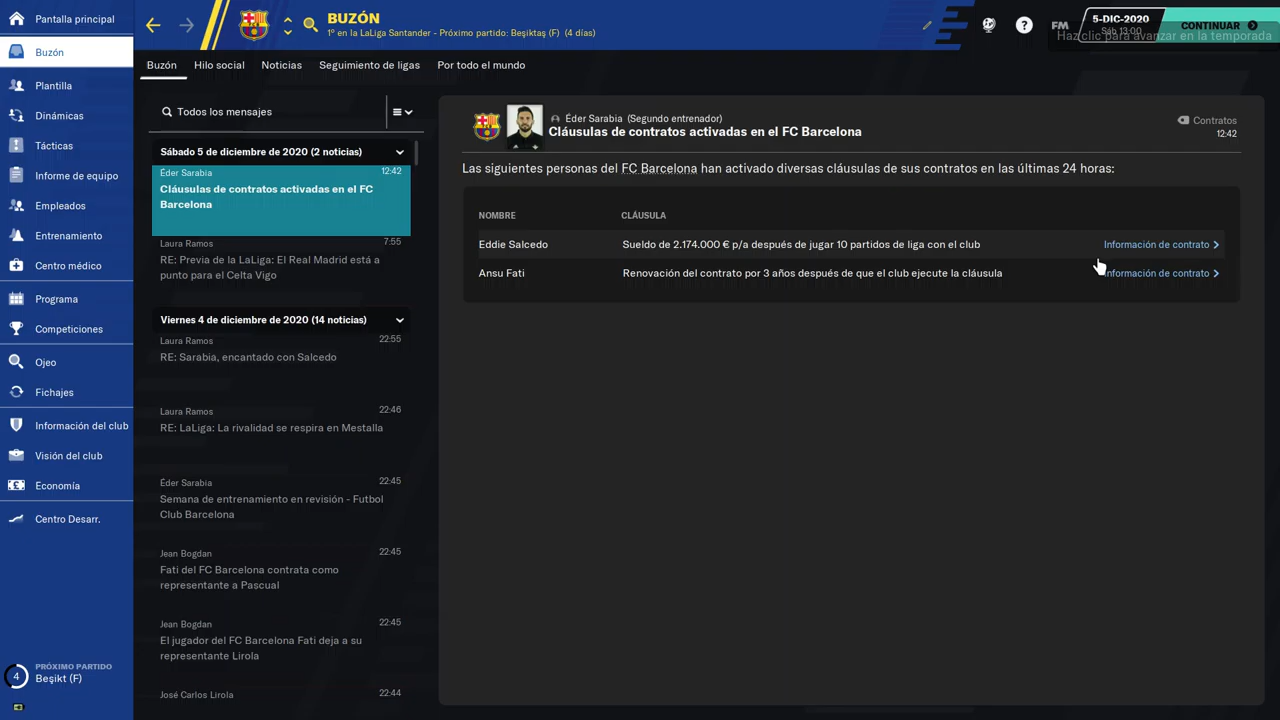 Pantalla principal
Buzón
Plantilla
Dinámicas
Tácticas
Informe de equipo
Empleados
Entrenamiento
Centro médico
Programa
Competiciones
Ojeo
Fichajes
Información del club
Visión del club
Economía
Centro Desarr.
4
PRÓXIMO PARTIDO
Beşikt (F)
BUZÓN
1º en la LaLiga Santander - Próximo partido: Beşiktaş (F) (4 días)
?
FM
5-DIC-2020
Sáb 13:00
CONTINUAR
Haz clic para avanzar en la temporada
Buzón
Hilo social
Noticias
Seguimiento de ligas
Por todo el mundo
Todos los mensajes
Sábado 5 de diciembre de 2020 (2 noticias)
Éder Sarabia 12:42
Cláusulas de contratos activadas en el FC
Barcelona
Laura Ramos 7:55
RE: Previa de la LaLiga: El Real Madrid está a
punto para el Celta Vigo
Viernes 4 de diciembre de 2020 (14 noticias)
Laura Ramos 22:55
RE: Sarabia, encantado con Salcedo
Laura Ramos 22:46
RE: LaLiga: La rivalidad se respira en Mestalla
Éder Sarabia 22:45
Semana de entrenamiento en revisión - Futbol
Club Barcelona
Jean Bogdan 22:45
Fati del FC Barcelona contrata como
representante a Pascual
Jean Bogdan 22:45
El jugador del FC Barcelona Fati deja a su
representante Lirola
José Carlos Lirola 22:44
Éder Sarabia (Segundo entrenador)
Cláusulas de contratos activadas en el FC Barcelona
Contratos
12:42
Las siguientes personas del FC Barcelona han activado diversas cláusulas de sus contratos en las últimas 24 horas:
NOMBRE CLÁUSULA
Eddie Salcedo Sueldo de 2.174.000 € p/a después de jugar 10 partidos de liga con el club Información de contrato
Ansu Fati Renovación del contrato por 3 años después de que el club ejecute la cláusula Información de contrato